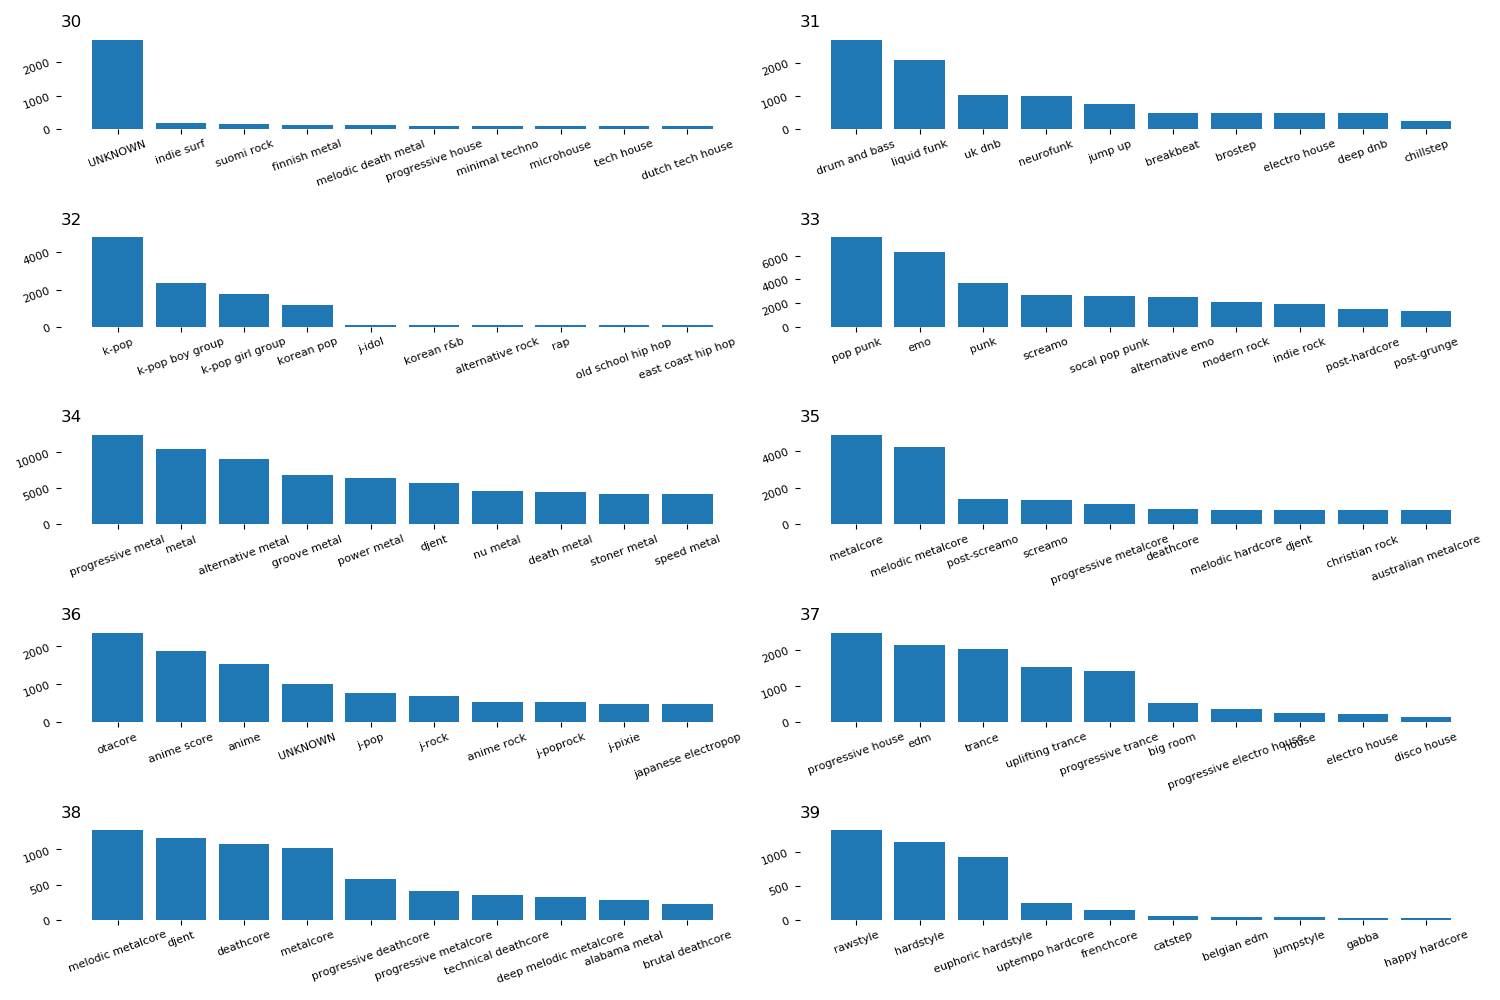 30
2000
1000
0
UNKNOWN
indie surf
suomi rock
finnish metal
melodic death metal
progressive house
minimal techno
microhouse
tech house
dutch tech house
31
2000
1000
0
drum and bass
liquid funk
uk dnb
neurofunk
jump up
breakbeat
brostep
electro house
deep dnb
chillstep
32
4000
2000
0
k-pop
k-pop boy group
k-pop girl group
korean pop
j-idol
korean r&b
alternative rock
rap
old school hip hop
east coast hip hop
33
6000
4000
2000
0
pop punk
emo
punk
screamo
socal pop punk
alternative emo
modern rock
indie rock
post-hardcore
post-grunge
34
10000
5000
0
progressive metal
metal
alternative metal
groove metal
power metal
djent
nu metal
death metal
stoner metal
speed metal
35
4000
2000
0
metalcore
melodic metalcore
post-screamo
screamo
progressive metalcore
deathcore
melodic hardcore
djent
christian rock
australian metalcore
36
2000
1000
0
otacore
anime score
anime
UNKNOWN
j-pop
j-rock
anime rock
j-poprock
j-pixie
japanese electropop
37
2000
1000
0
progressive house
edm
trance
uplifting trance
progressive trance
big room
progressive electro house
house
electro house
disco house
38
1000
500
0
melodic metalcore
djent
deathcore
metalcore
progressive deathcore
progressive metalcore
technical deathcore
deep melodic metalcore
alabama metal
brutal deathcore
39
1000
500
0
rawstyle
hardstyle
euphoric hardstyle
uptempo hardcore
frenchcore
catstep
belgian edm
jumpstyle
gabba
happy hardcore